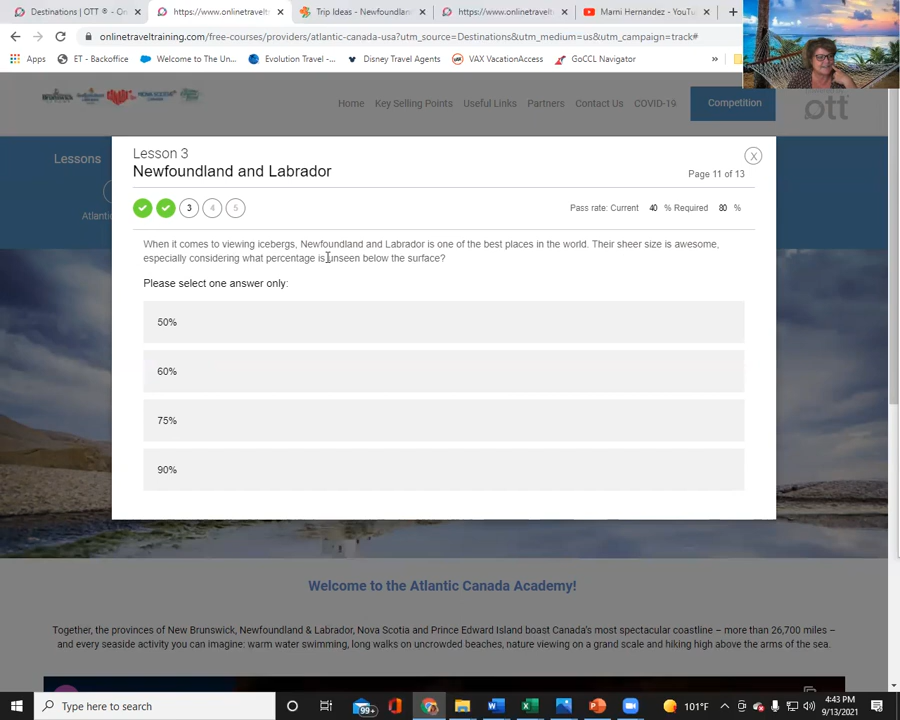 Destinations | OTT ® - On
https://www.onlinetravelt
Trip Ideas - Newfoundlan
https://www.onlinetravelt
Marni Hernandez - YouTu
onlinetraveltraining.com/free-courses/providers/atlantic-canada-usa?utm_source=Destinations&utm_medium=us&utm_campaign=track#
Apps
ET - Backoffice
Welcome to The Un...
Evolution Travel -...
Disney Travel Agents
VAX VacationAccess
GoCCL Navigator
»
Home
Key Selling Points
Useful Links
Partners
Contact Us
COVID-19
Competition
ott
Lessons
Atlantic
Lesson 3
Newfoundland and Labrador
X
Page 11 of 13
3
4
5
Pass rate: Current 40 % Required 80 %
When it comes to viewing icebergs, Newfoundland and Labrador is one of the best places in the world. Their sheer size is awesome,
especially considering what percentage is unseen below the surface?
Please select one answer only:
50%
60%
75%
90%
Welcome to the Atlantic Canada Academy!
Together, the provinces of New Brunswick, Newfoundland & Labrador, Nova Scotia and Prince Edward Island boast Canada's most spectacular coastline – more than 26,700 miles –
and every seaside activity you can imagine: warm water swimming, long walks on uncrowded beaches, nature viewing on a grand scale and hiking high above the arms of the sea.
Type here to search
99+
101°F
4:43 PM
9/13/2021